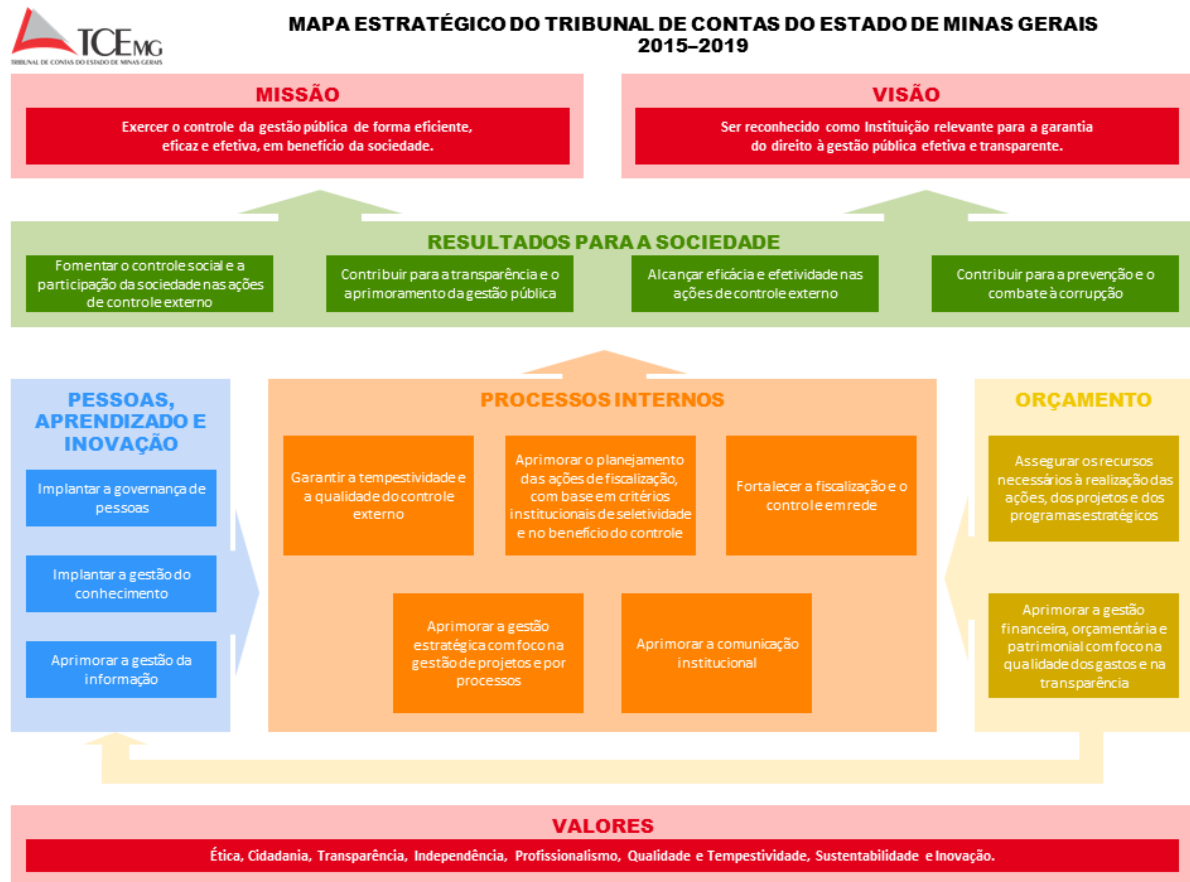 MAPA ESTRATÉGICO DO TRIBUNAL DE CONTAS DO ESTADO DE MINAS GERAIS
2015–2019
TCEMG
TRIBUNAL DE CONTAS DO ESTADO DE MINAS GERAIS
MISSÃO
Exercer o controle da gestão pública de forma eficiente,
eficaz e efetiva, em benefício da sociedade.
VISÃO
Ser reconhecido como Instituição relevante para a garantia
do direito à gestão pública efetiva e transparente.
RESULTADOS PARA A SOCIEDADE
Fomentar o controle social e a
participação da sociedade nas ações
de controle externo
Contribuir para a transparência e o
aprimoramento da gestão pública
Alcançar eficácia e efetividade nas
ações de controle externo
Contribuir para a prevenção e o
combate à corrupção
PESSOAS,
APRENDIZADO E
INOVAÇÃO
Implantar a governança de
pessoas
Implantar a gestão do
conhecimento
Aprimorar a gestão da
informação
PROCESSOS INTERNOS
Garantir a tempestividade e
a qualidade do controle
externo
Aprimorar o planejamento
das ações de fiscalização,
com base em critérios
institucionais de seletividade
e no benefício do controle
Fortalecer a fiscalização e o
controle em rede
Aprimorar a gestão
estratégica com foco na
gestão de projetos e por
processos
Aprimorar a comunicação
institucional
ORÇAMENTO
Assegurar os recursos
necessários à realização das
ações, dos projetos e dos
programas estratégicos
Aprimorar a gestão
financeira, orçamentária e
patrimonial com foco na
qualidade dos gastos e na
transparência
VALORES
Ética, Cidadania, Transparência, Independência, Profissionalismo, Qualidade e Tempestividade, Sustentabilidade e Inovação.